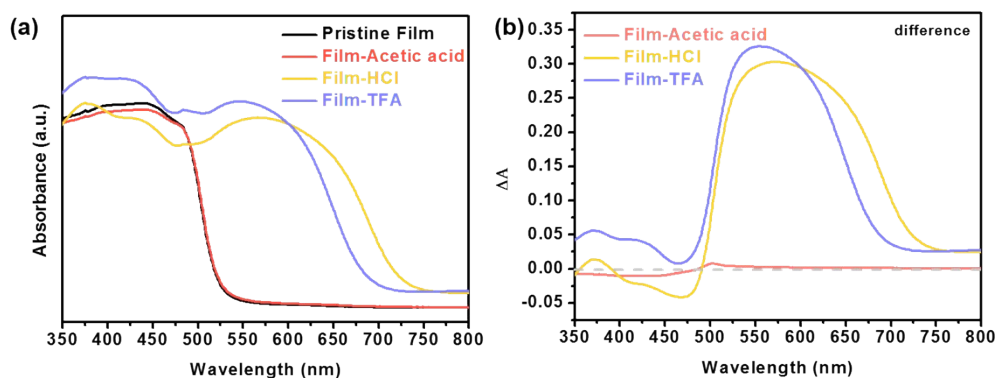 (a)
Pristine Film
Film-Acetic acid
Film-HCl
Film-TFA
Absorbance (a.u.)
350 400 450 500 550 600 650 700 750 800
Wavelength (nm)
(b)
difference
Film-Acetic acid
Film-HCl
Film-TFA
ΔA
0.35
0.30
0.25
0.20
0.15
0.10
0.05
0.00
-0.05
350 400 450 500 550 600 650 700 750 800
Wavelength (nm)